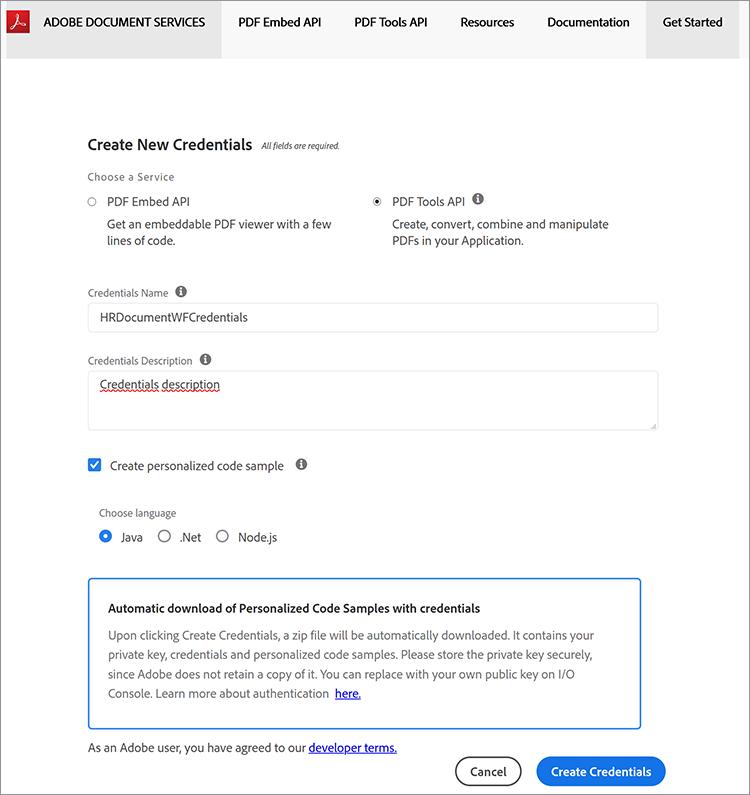 ADOBE DOCUMENT SERVICES PDF Embed API PDF Tools API Resources Documentation Get Started
Create New Credentials All fields are required.
Choose a Service
PDF Embed API
Get an embeddable PDF viewer with a few
lines of code.
PDF Tools API
Create, convert, combine and manipulate
PDFs in your Application.
Credentials Name
HRDocumentWFCredentials
Credentials Description
Credentials description
Create personalized code sample
Choose language
Java .Net Node.js
Automatic download of Personalized Code Samples with credentials
Upon clicking Create Credentials, a zip file will be automatically downloaded. It contains your
private key, credentials and personalized code samples. Please store the private key securely,
since Adobe does not retain a copy of it. You can replace with your own public key on I/O
Console. Learn more about authentication here.
As an Adobe user, you have agreed to our developer terms.
Cancel Create Credentials